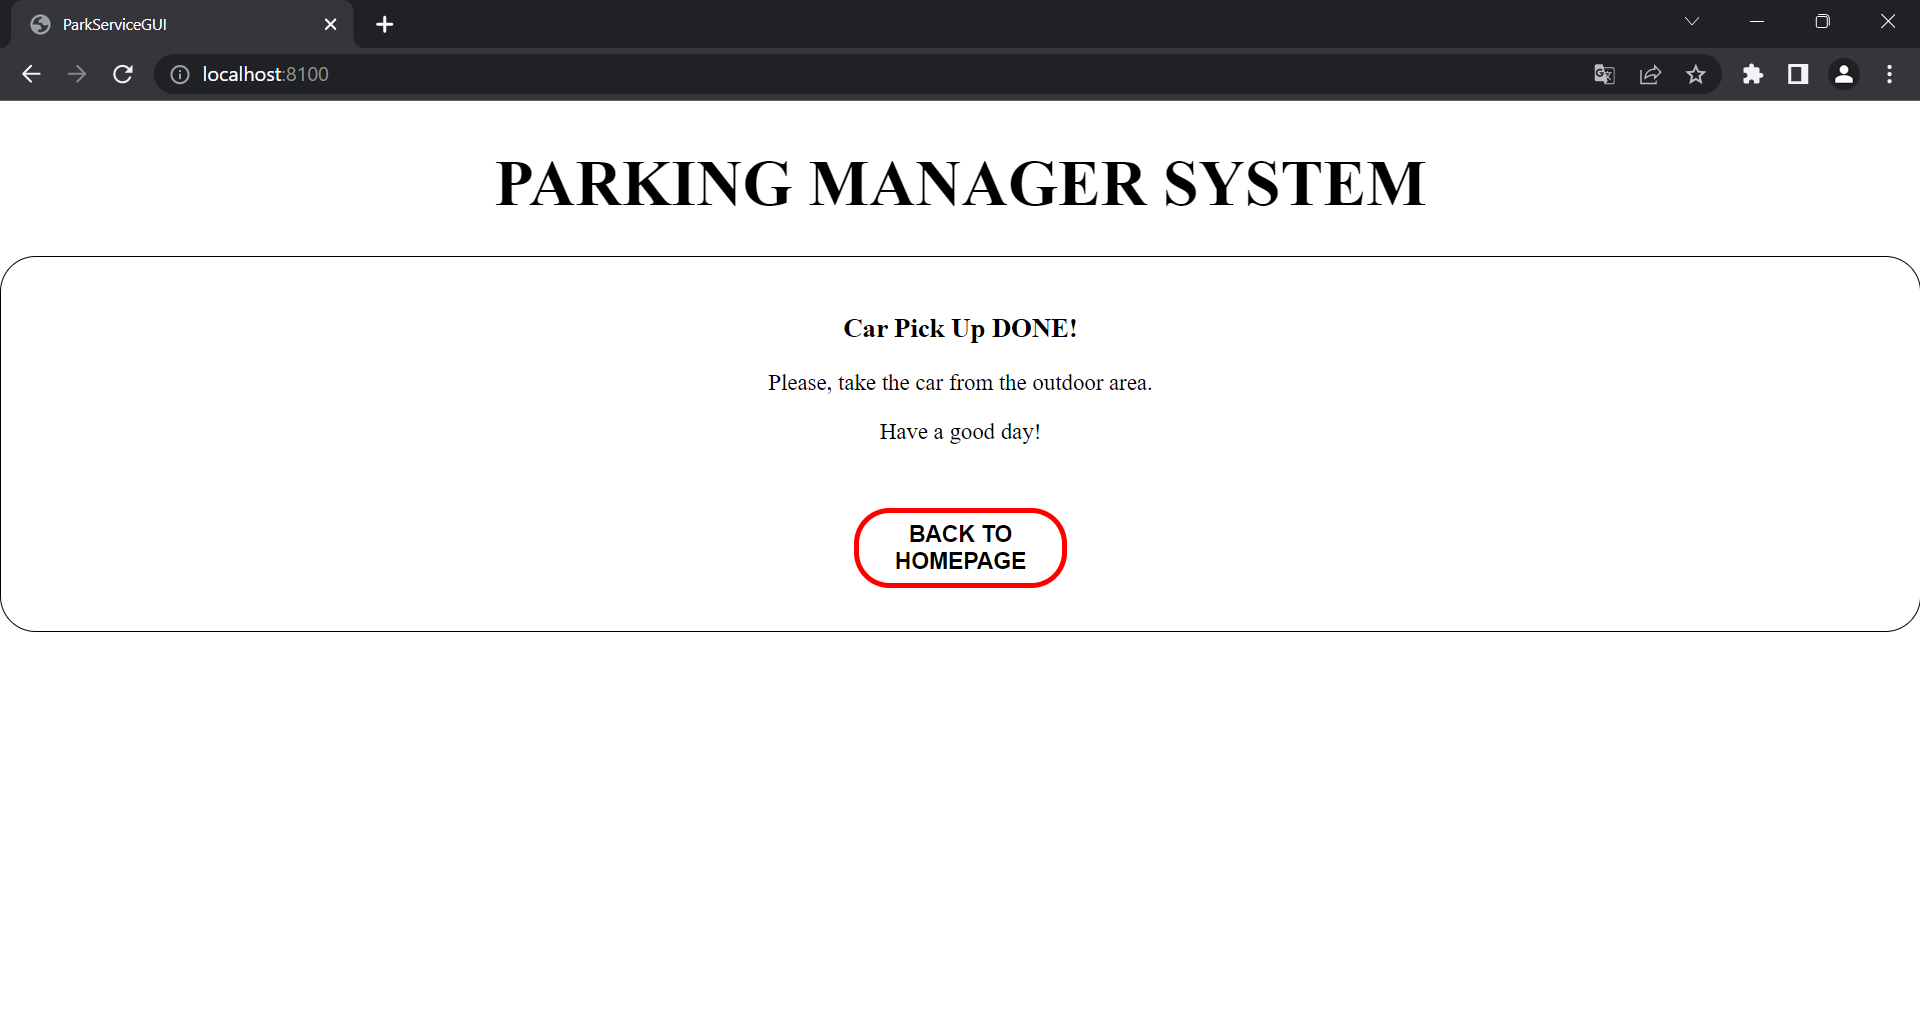 ParkServiceGUI
localhost:8100
PARKING MANAGER SYSTEM
Car Pick Up DONE!
Please, take the car from the outdoor area.
Have a good day!
BACK TO
HOMEPAGE